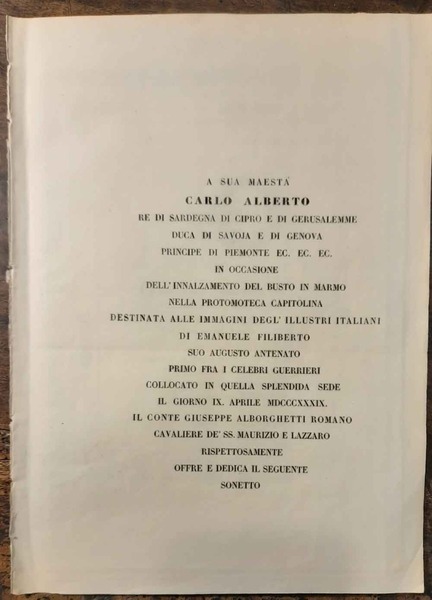 A SUA MAESTÀ
CARLO ALBERTO
RE DI SARDEGNA DI CIPRO E DI GERUSALEMME
DUCA DI SAVOJA E DI GENOVA
PRINCIPE DI PIEMONTE EC. EC. EC.
IN OCCASIONE
DELL'INNALZAMENTO DEL BUSTO IN MARMO
NELLA PROTOMOTECA CAPITOLINA
DESTINATA ALLE IMMAGINI DEGL'ILLUSTRI ITALIANI
DI EMANUELE FILIBERTO
SUO AUGUSTO ANTENATO
PRIMO FRA I CELEBRI GUERRIERI
COLLOCATO IN QUELLA SPLENDIDA SEDE
IL GIORNO IX. APRILE MDCCCXXXIX.
IL CONTE GIUSEPPE ALBORGHETTI ROMANO
CAVALIERE DE' SS. MAURIZIO E LAZZARO
RISPETTOSAMENTE
OFFRE E DEDICA IL SEGUENTE
SONETTO